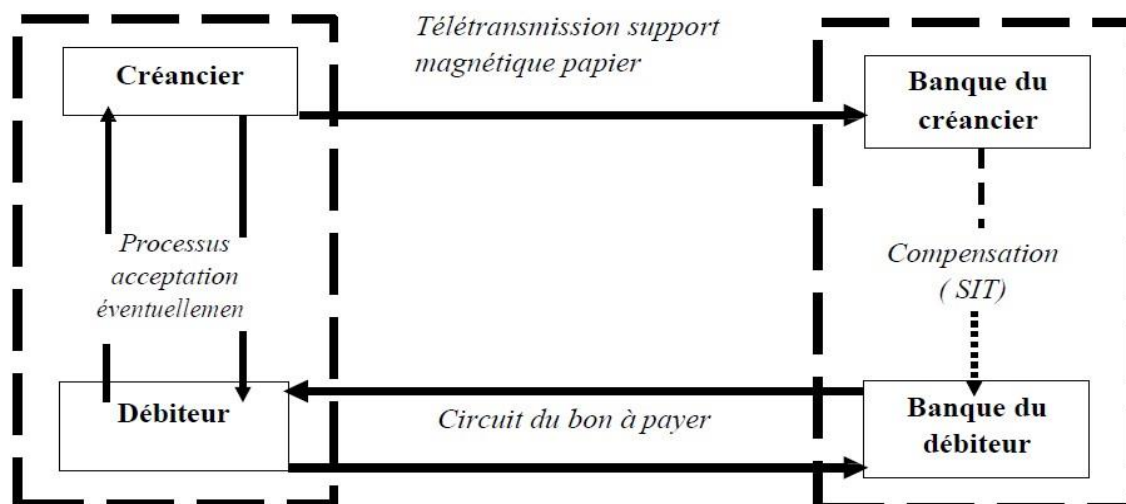 Télétransmission support
magnétique papier
Créancier
Banque du
créancier
Processus
acceptation
éventuellemen
Compensation
( SIT)
Débiteur
Circuit du bon à payer
Banque du
débiteur